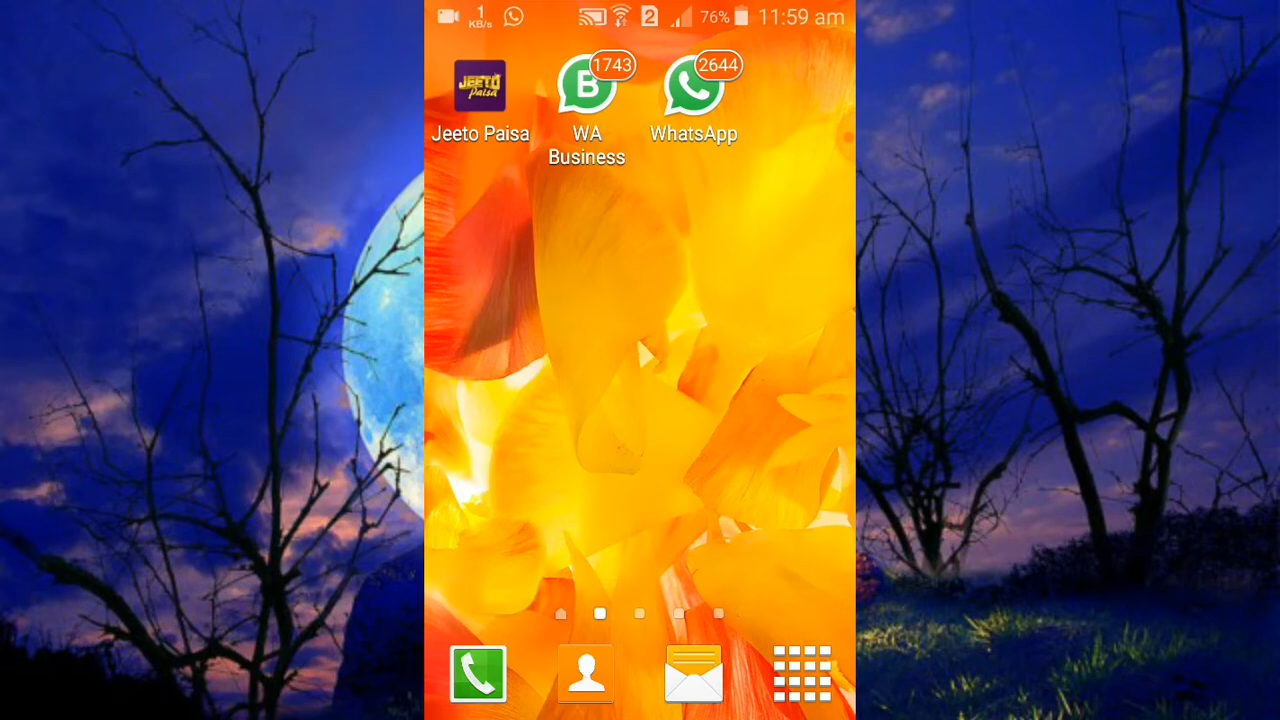 1
KB/s
2
76%
11:59 am
1743
2644
JEETO
Paisa
B
Jeeto Paisa
WA
Business
WhatsApp